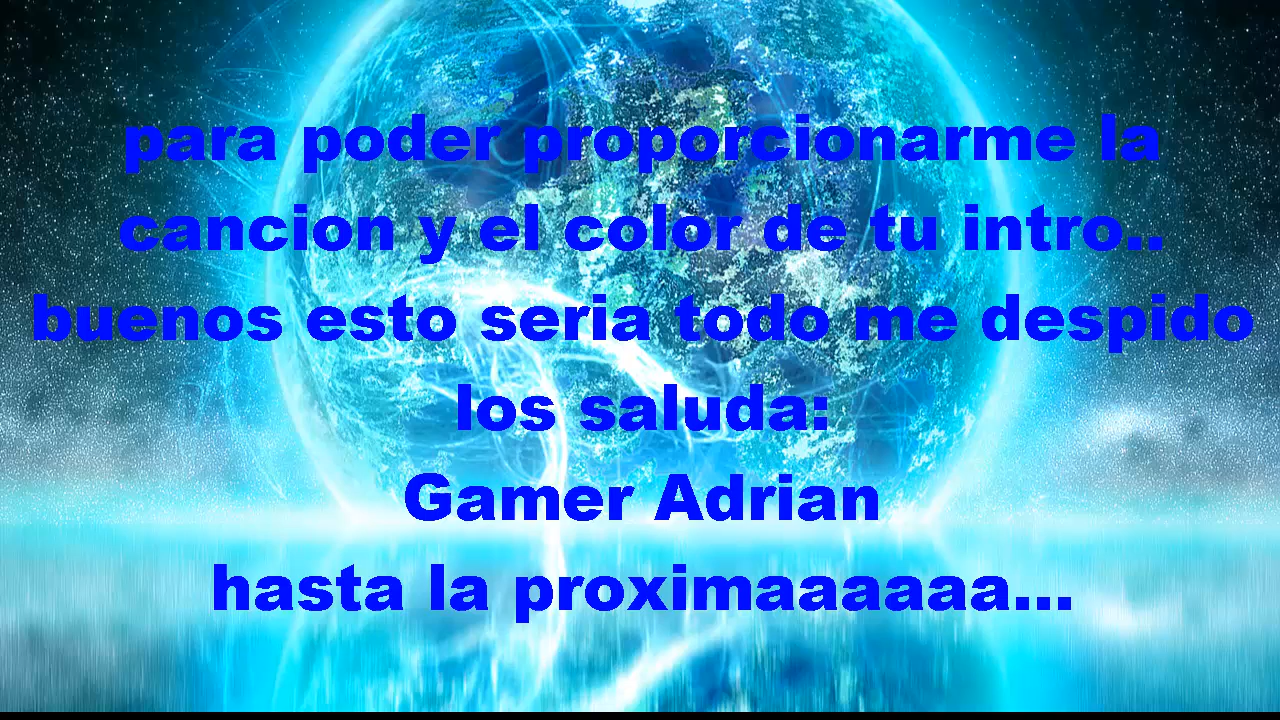 para poder proporcionarme la
cancion y el color de tu intro..
buenos esto seria todo me despido
los saluda:
Gamer Adrian
hasta la proximaaaaaa...